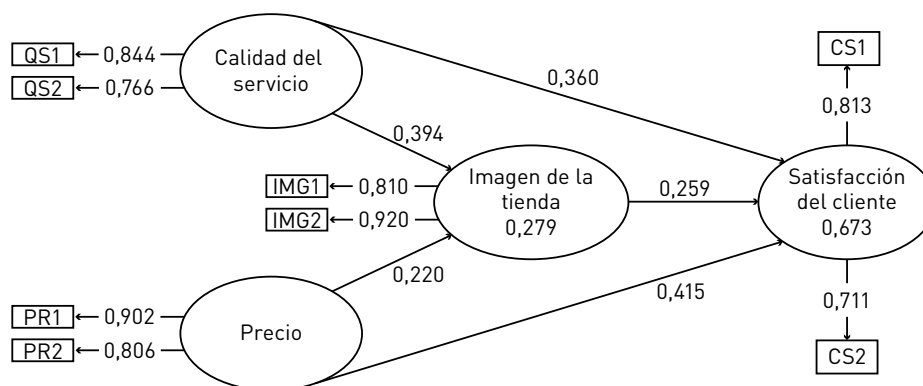 QS1
0,844
QS2
0,766
Calidad del
servicio
0,360
CS1
0,813
0,394
IMG1
0,810
IMG2
0,920
Imagen de la
tienda
0,279
0,259
Satisfacción
del cliente
0,673
0,220
0,415
0,711
PR1
0,902
PR2
0,806
Precio
CS2